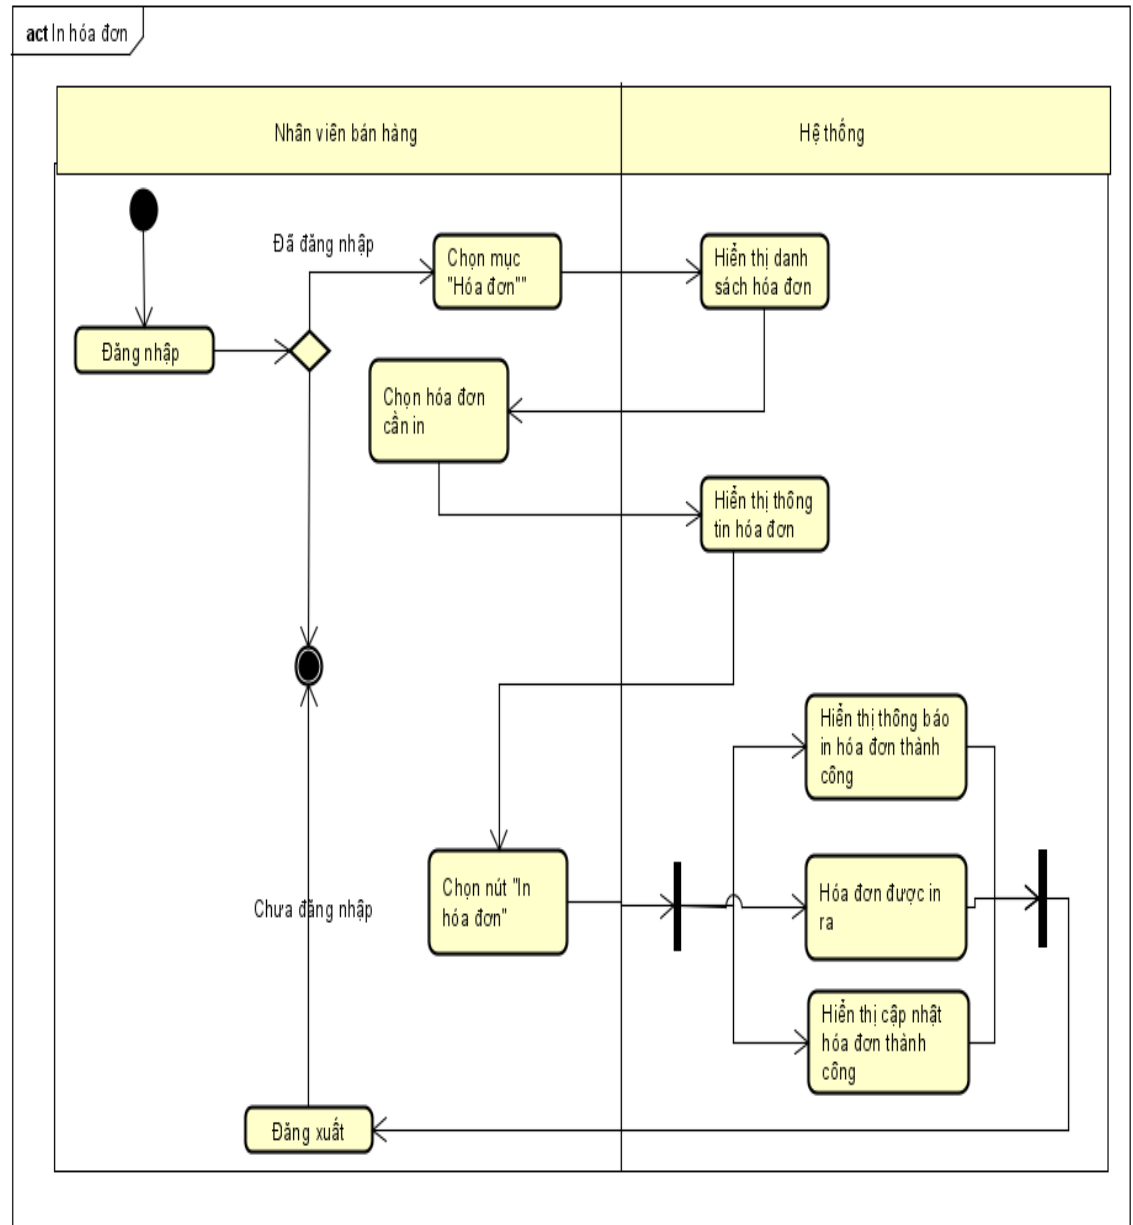 act In hóa đơn
Nhân viên bán hàng
Hệ thống
Đã đăng nhập
Chọn mục
"Hóa đơn""
Hiển thị danh
sách hóa đơn
Đăng nhập
Chọn hóa đơn
cần in
Hiển thị thông
tin hóa đơn
Hiển thị thông báo
in hóa đơn thành
công
Chọn nút "In
hóa đơn"
Hóa đơn được in
ra
Chưa đăng nhập
Hiển thị cập nhật
hóa đơn thành
công
Đăng xuất